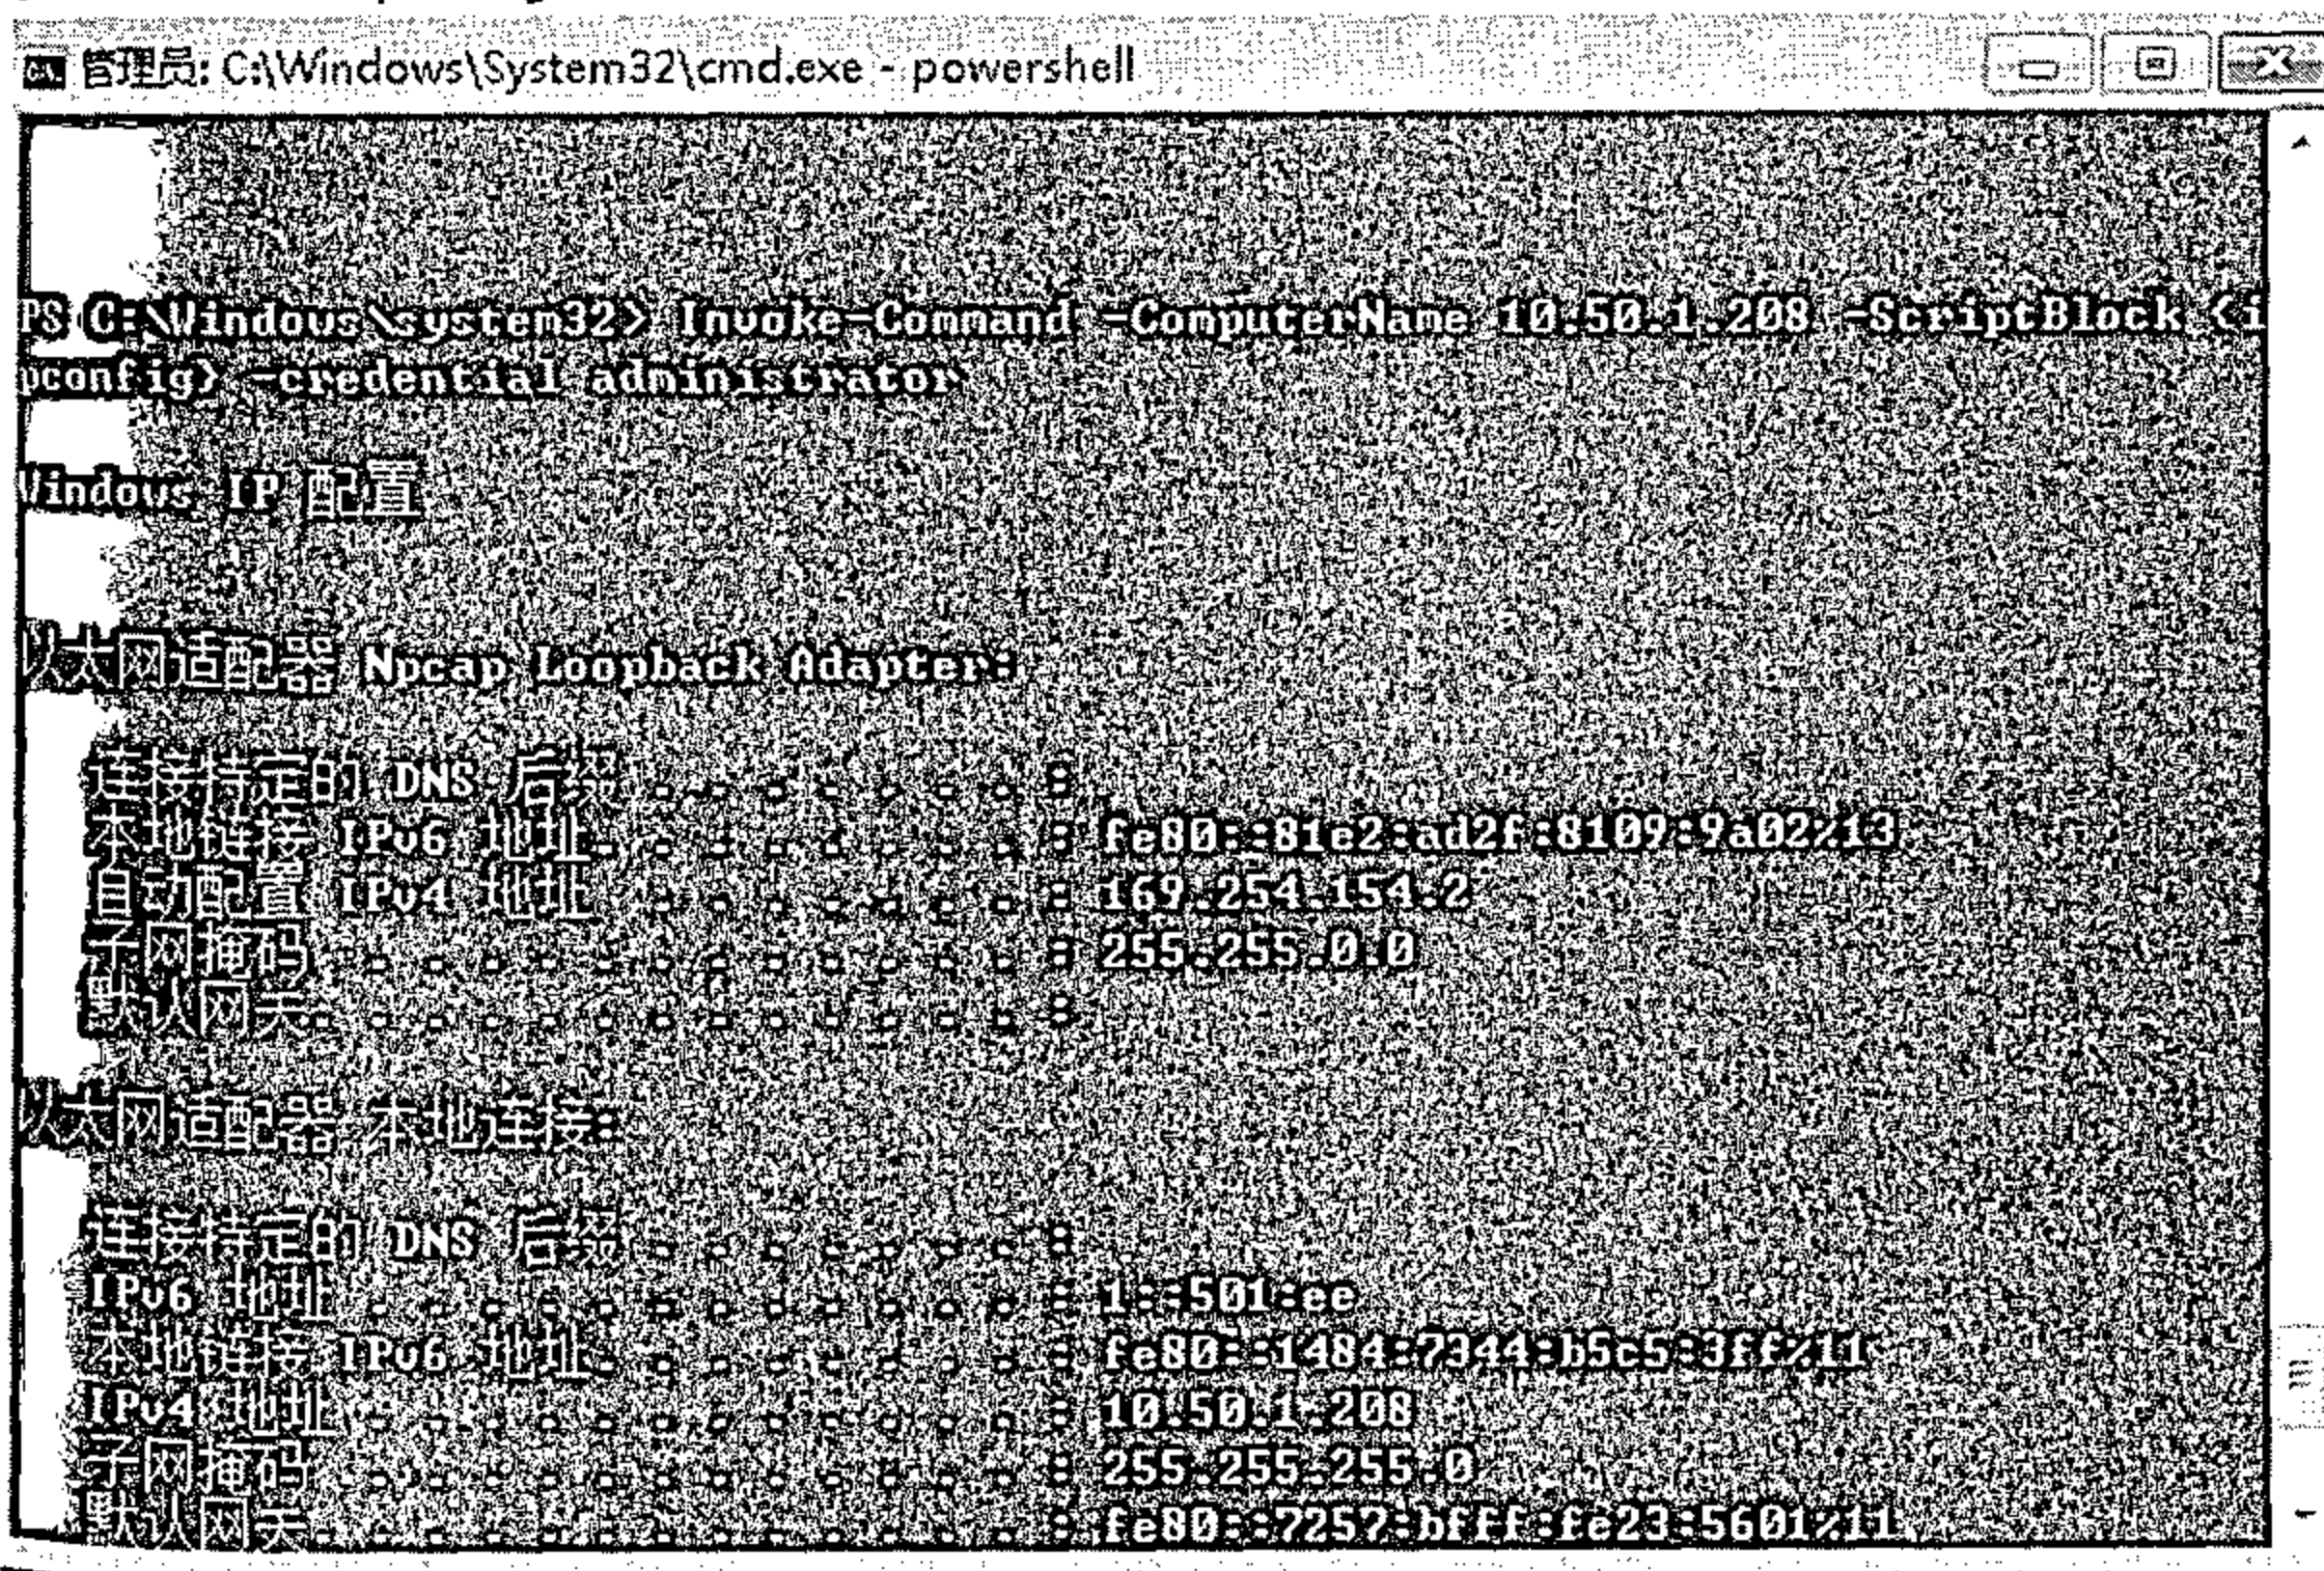 管理员: C:\Windows\System32\cmd.exe - powershell
PS C:\Windows\system32> Invoke-Command -ComputerName 10.50.1.208 -ScriptBlock {i
pconfig} -credential administrator
Windows IP 配置
以太网适配器 Npcap Loopback Adapter:
连接特定的 DNS 后缀 . . . . . . . :
本地链接 IPv6 地址. . . . . . . . : fe80::81e2:ad2f:8109:9a02%13
自动配置 IPv4 地址 . . . . . . . : 169.254.154.2
子网掩码 . . . . . . . . . . . . : 255.255.0.0
默认网关. . . . . . . . . . . . . :
以太网适配器 本地连接:
连接特定的 DNS 后缀 . . . . . . . :
IPv6 地址 . . . . . . . . . . . . : 1::501:ee
本地链接 IPv6 地址. . . . . . . . : fe80::1484:7344:b5c5:3ff%11
IPv4 地址 . . . . . . . . . . . . : 10.50.1.208
子网掩码 . . . . . . . . . . . . : 255.255.255.0
默认网关. . . . . . . . . . . . . : fe80::7257:bfff:fe23:5601%11